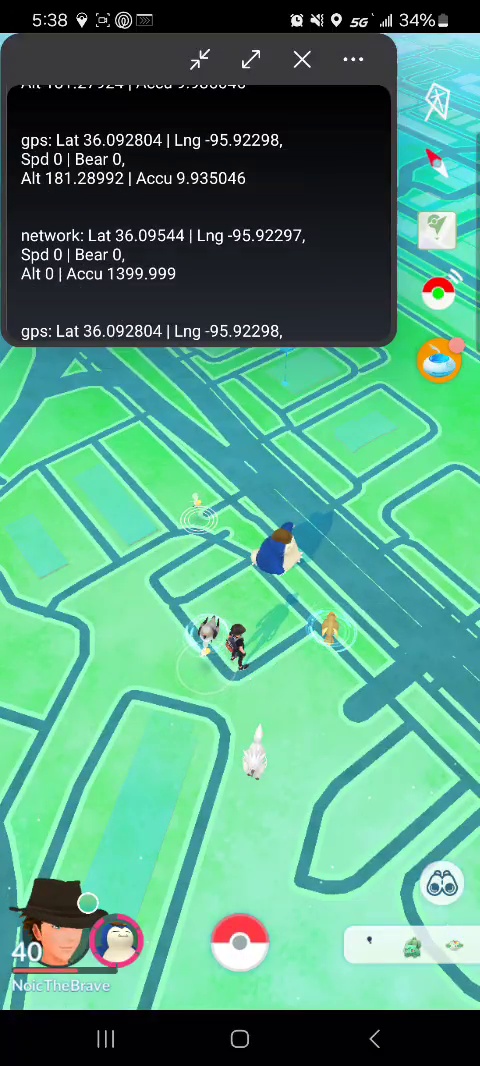 5:38
5G
34%
gps: Lat 36.092804 | Lng -95.92298,
Spd 0 | Bear 0,
Alt 181.28992 | Accu 9.935046
network: Lat 36.09544 | Lng -95.92297,
Spd 0 | Bear 0,
Alt 0 | Accu 1399.999
gps: Lat 36.092804 | Lng -95.92298,
40
NoicTheBrave